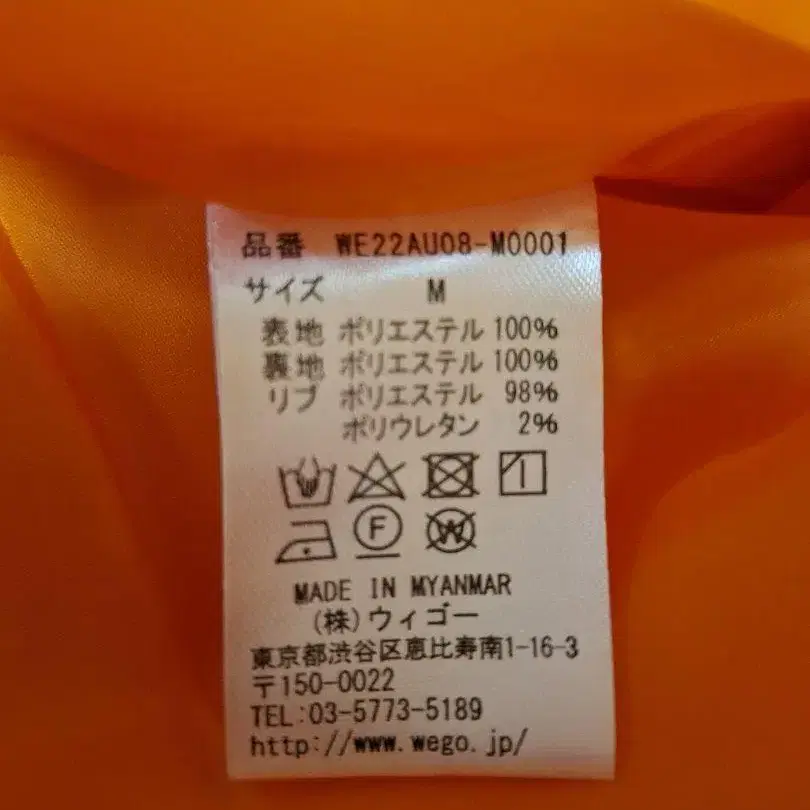 品番 WE22AU08-M0001
サイズ M
表地 ポリエステル 100%
裏地 ポリエステル 100%
リブ ポリエステル 98%
ポリウレタン 2%
F W
MADE IN MYANMAR
(株)ウィゴー
東京都渋谷区恵比寿南1-16-3
〒150-0022
TEL:03-5773-5189
http://www.wego.jp/